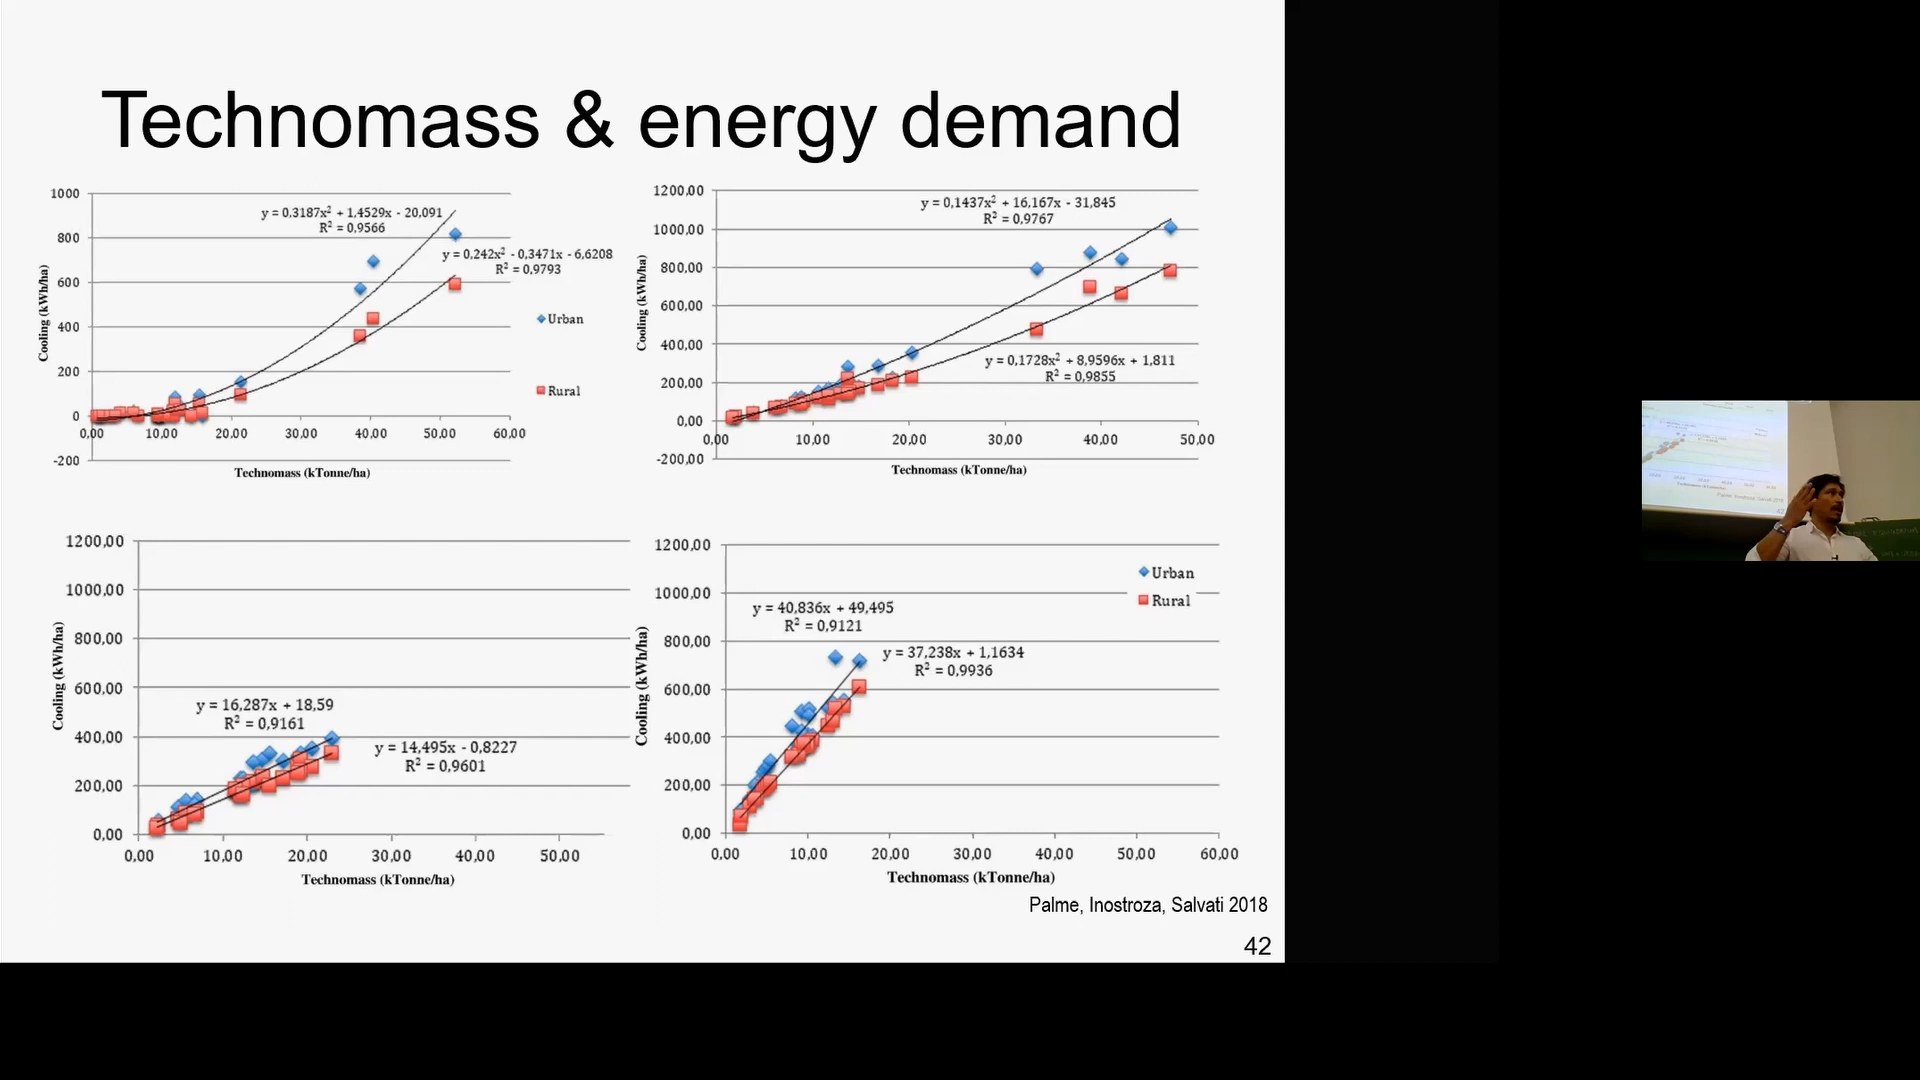 Technomass & energy demand
1000
800
600
400
200
0
-200
Cooling (kWh/ha)
y = 0,3187x² + 1,4529x - 20,091
R² = 0,9566
y = 0,242x² - 0,3471x - 6,6208
R² = 0,9793
Urban
Rural
0,00 10,00 20,00 30,00 40,00 50,00 60,00
Technomass (kTonne/ha)
1200,00
1000,00
800,00
600,00
400,00
200,00
0,00
-200,00
Cooling (kWh/ha)
y = 0,1437x² + 16,167x - 31,845
R² = 0,9767
y = 0,1728x² + 8,9596x + 1,811
R² = 0,9855
0,00 10,00 20,00 30,00 40,00 50,00
Technomass (kTonne/ha)
1200,00
1000,00
800,00
600,00
400,00
200,00
0,00
Cooling (kWh/ha)
y = 16,287x + 18,59
R² = 0,9161
y = 14,495x - 0,8227
R² = 0,9601
0,00 10,00 20,00 30,00 40,00 50,00
Technomass (kTonne/ha)
1200,00
1000,00
800,00
600,00
400,00
200,00
0,00
Cooling (kWh/ha)
Urban
Rural
y = 40,836x + 49,495
R² = 0,9121
y = 37,238x + 1,1634
R² = 0,9936
0,00 10,00 20,00 30,00 40,00 50,00 60,00
Technomass (kTonne/ha)
Palme, Inostroza, Salvati 2018
42